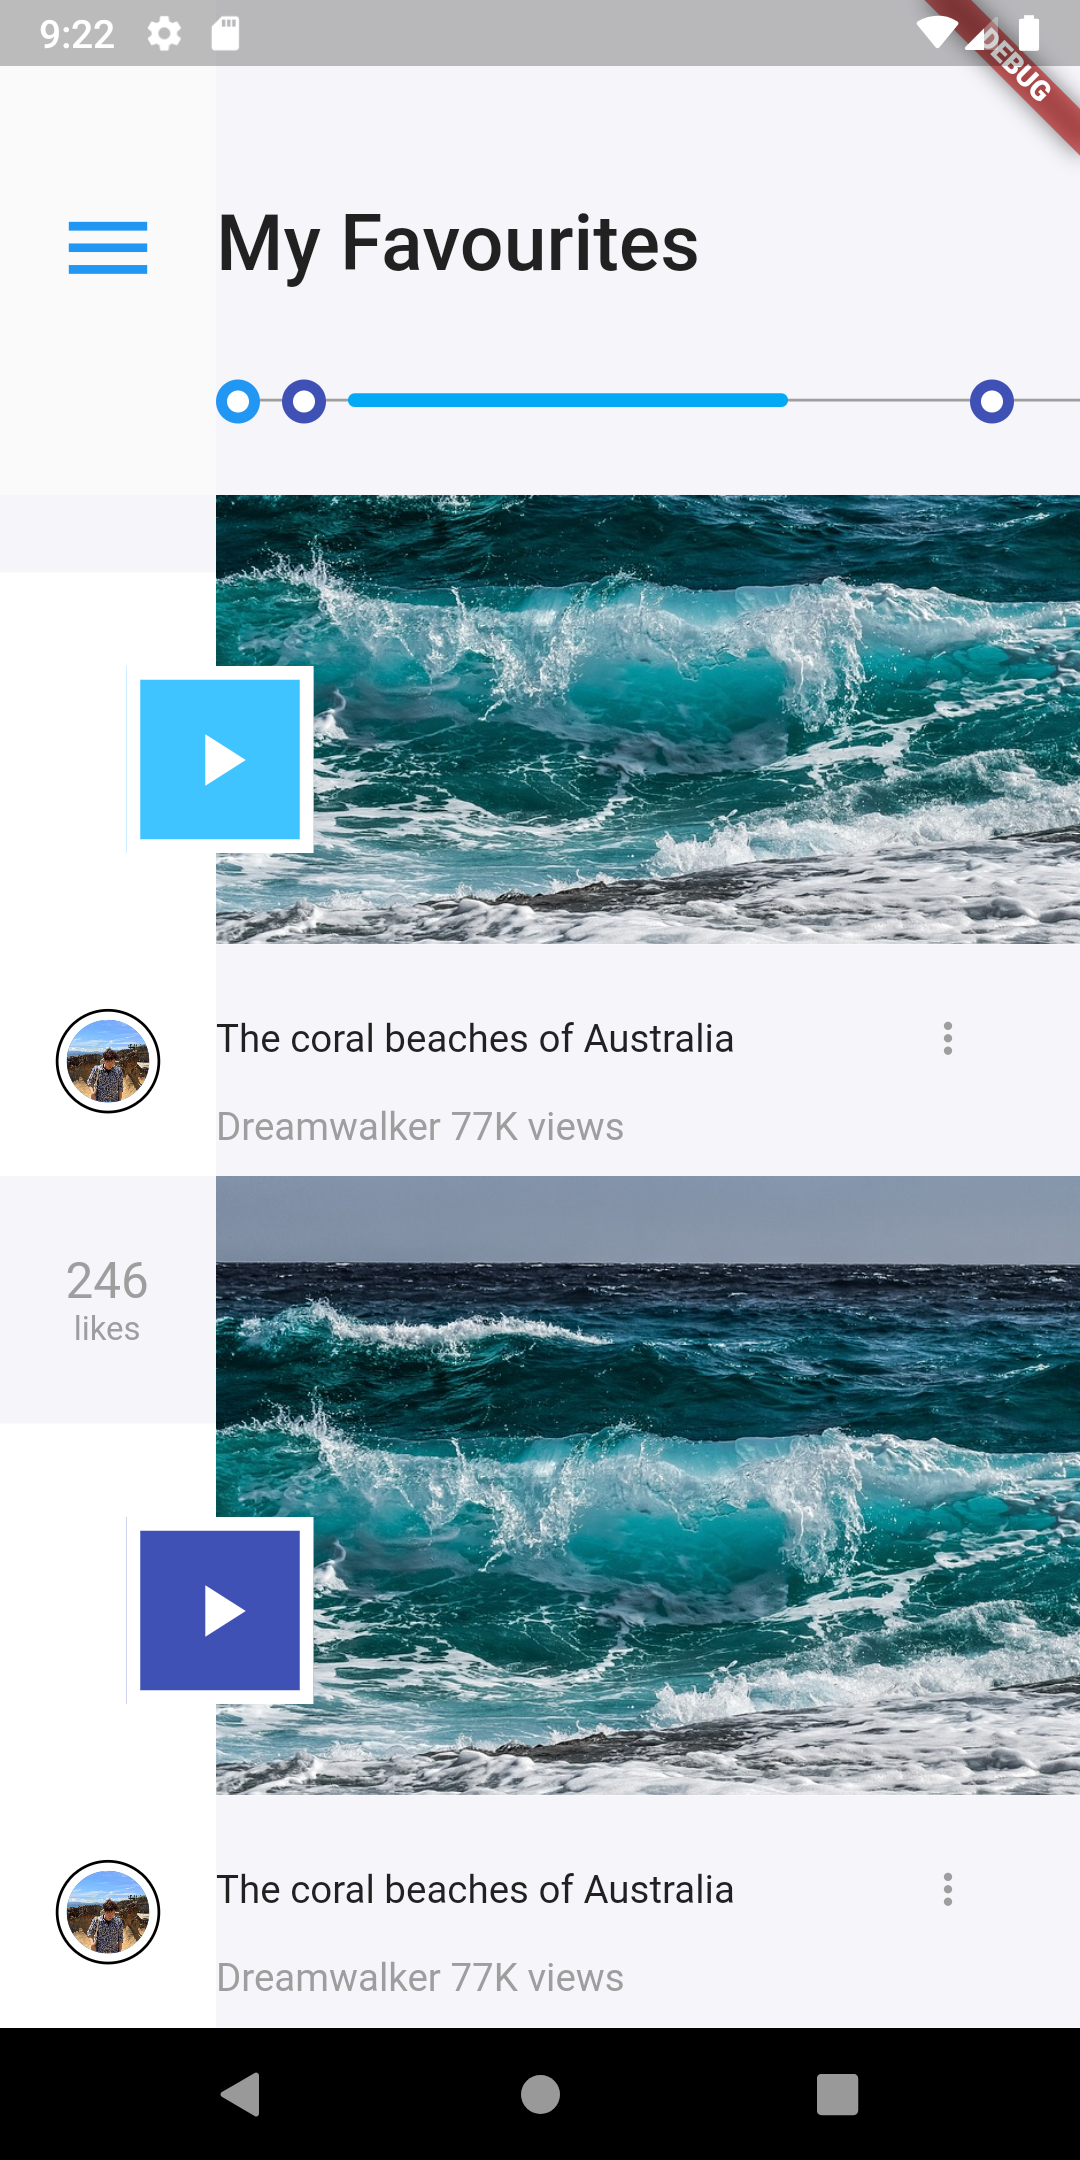 9:22
DEBUG
My Favourites
The coral beaches of Australia
Dreamwalker 77K views
246
likes
The coral beaches of Australia
Dreamwalker 77K views